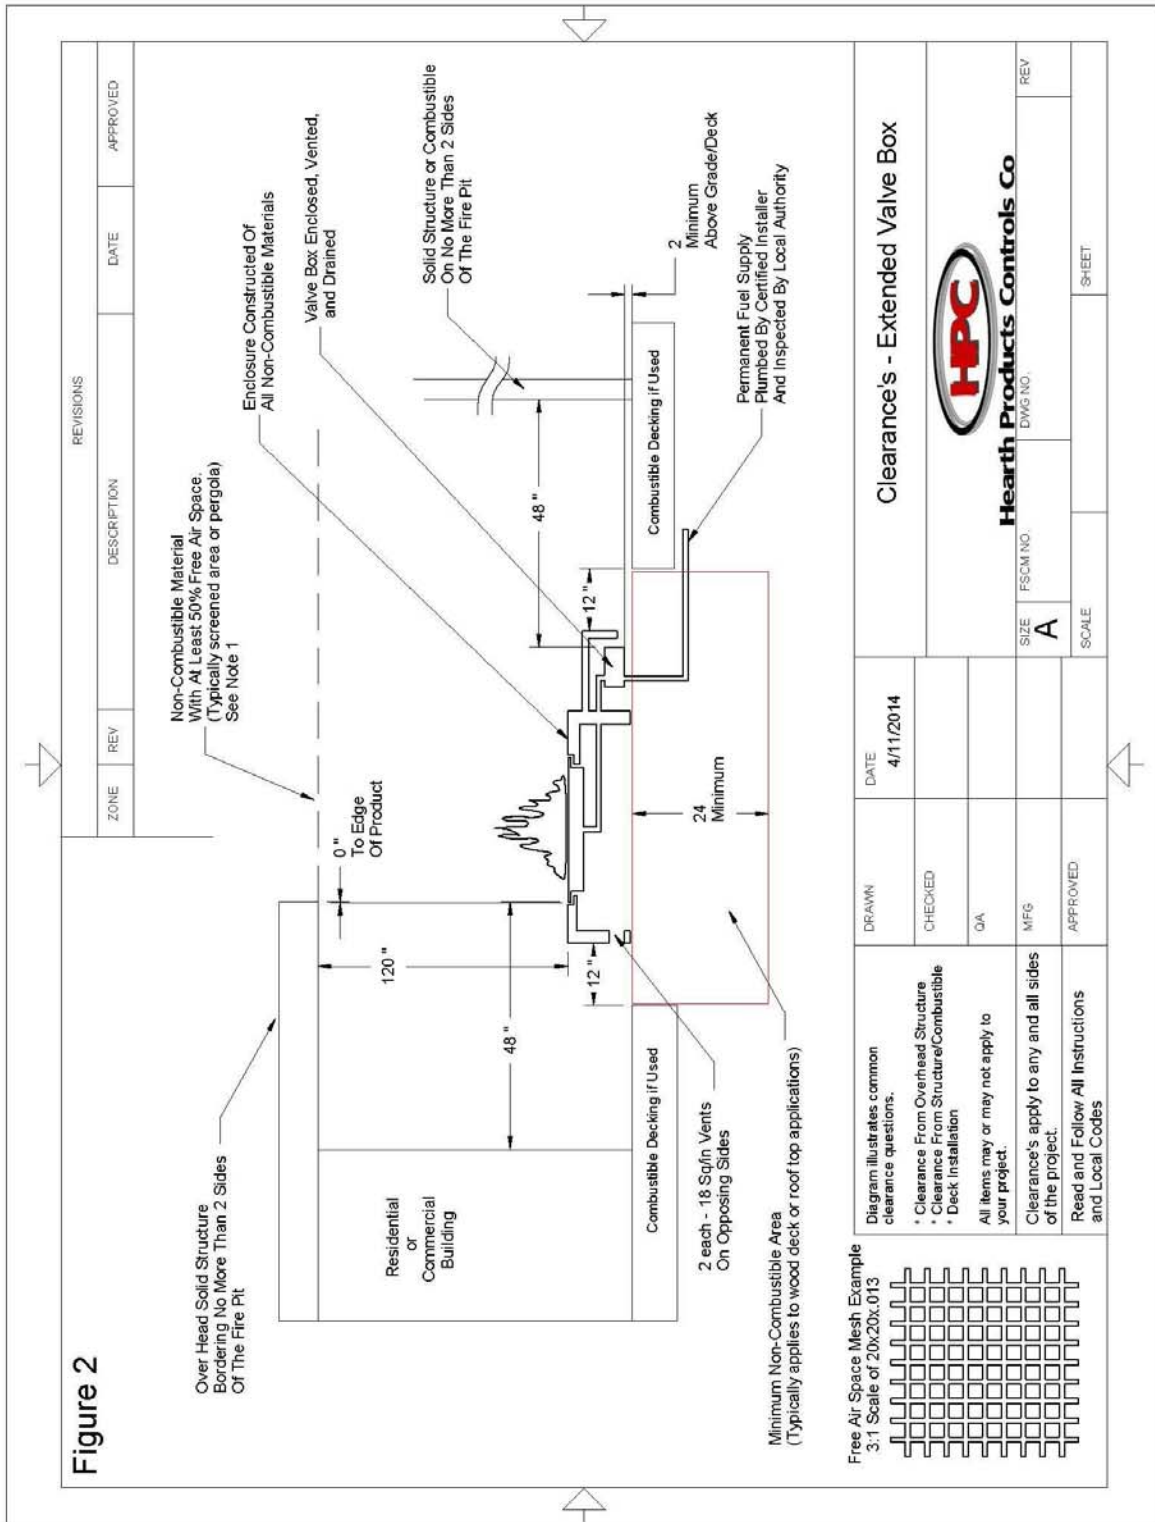 Figure 2
REVISIONS
ZONE
REV
DESCRIPTION
DATE
APPROVED
Over Head Solid Structure
Bordering No More Than 2 Sides
Of The Fire Pit
Non-Combustible Material
With At Least 50% Free Air Space.
(Typically screened area or pergola)
See Note 1
Enclosure Constructed Of
All Non-Combustible Materials
Valve Box Enclosed, Vented,
and Drained
Solid Structure or Combustible
On No More Than 2 Sides
Of The Fire Pit
0 "
To Edge
Of Product
120 "
48 "
48 "
Residential
or
Commercial
Building
12 "
12 "
2
Minimum
Above Grade/Deck
Combustible Decking if Used
Combustible Decking if Used
24
Minimum
Permanent Fuel Supply
Plumbed By Certified Installer
And Inspected By Local Authority
2 each - 18 Sq/in Vents
On Opposing Sides
Minimum Non-Combustible Area
(Typically applies to wood deck or roof top applications)
Free Air Space Mesh Example
3:1 Scale of 20x20x.013
Diagram illustrates common
clearance questions.
* Clearance From Overhead Structure
* Clearance From Structure/Combustible
* Deck Installation
All items may or may not apply to
your project.
Clearance's apply to any and all sides
of the project.
Read and Follow All Instructions
and Local Codes
DRAWN
CHECKED
QA
MFG
APPROVED
DATE
4/11/2014
Clearance's - Extended Valve Box
HPC
Hearth Products Controls Co
SIZE
A
FSCM NO.
DWG NO.
REV
SCALE
SHEET